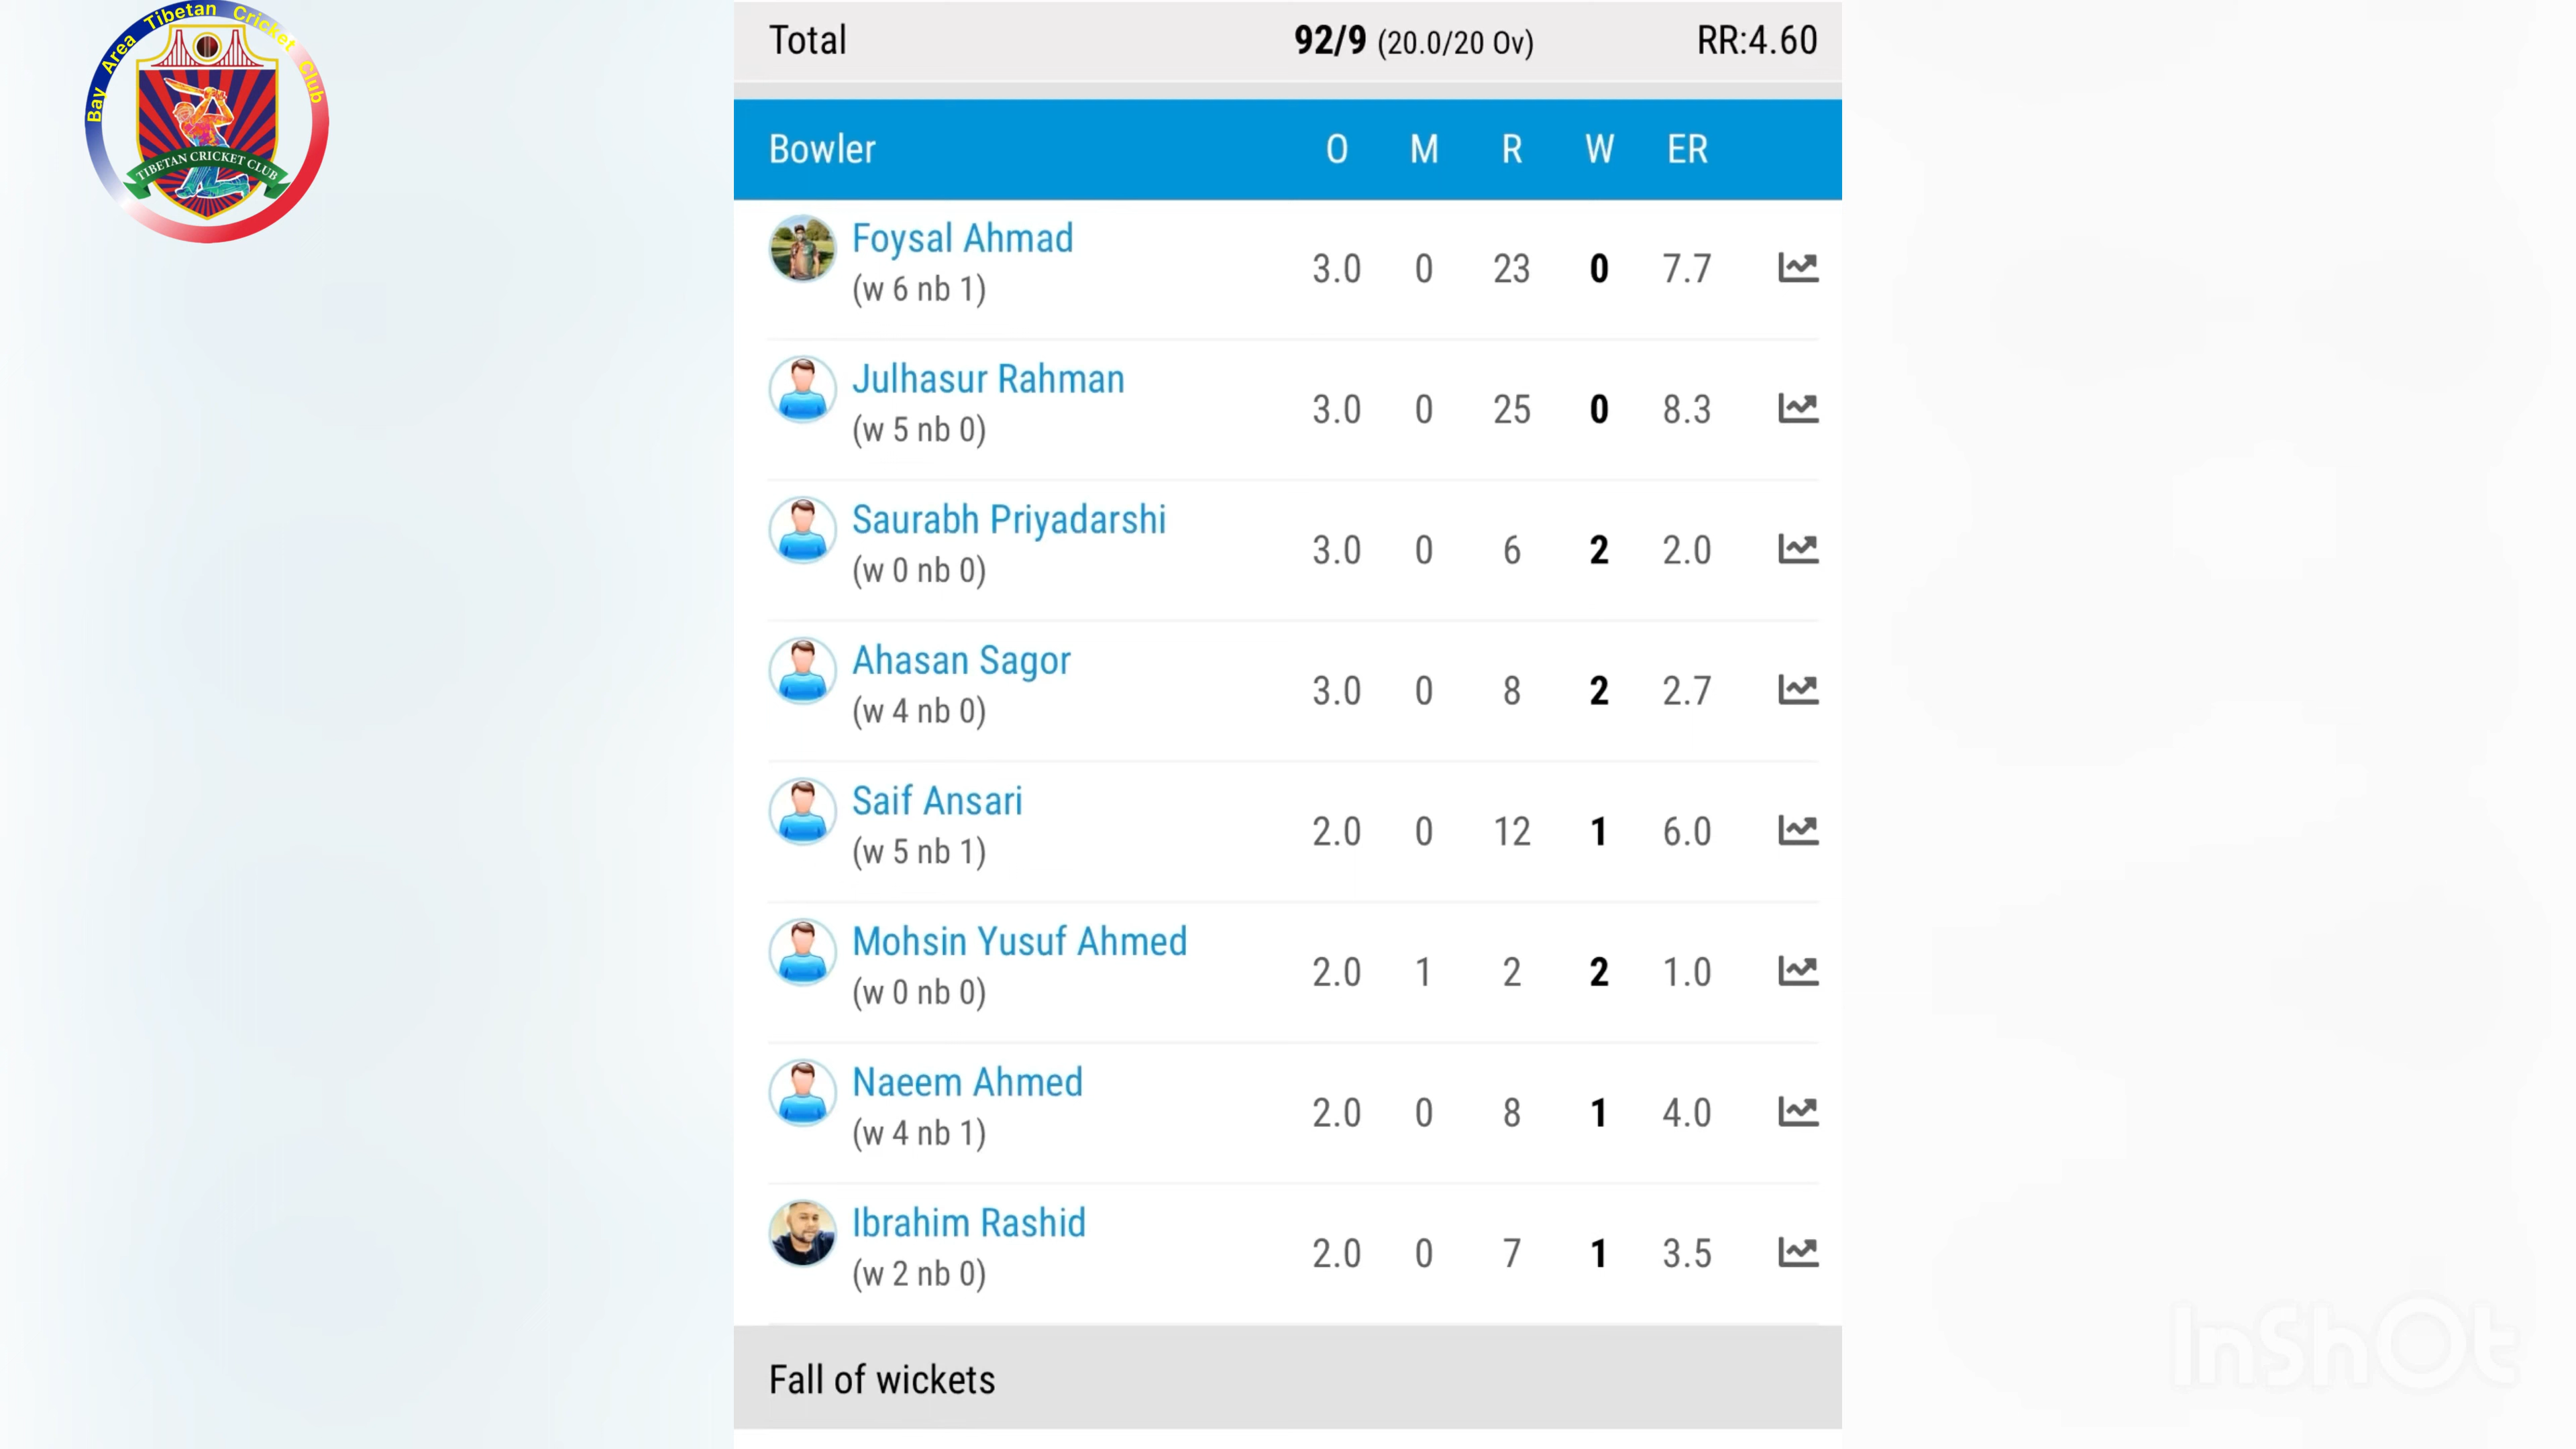 Bay Area Tibetan Cricket Club
TIBETAN CRICKET CLUB
Total 92/9 (20.0/20 Ov) RR:4.60
Bowler O M R W ER
Foysal Ahmad
(w 6 nb 1) 3.0 0 23 0 7.7
Julhasur Rahman
(w 5 nb 0) 3.0 0 25 0 8.3
Saurabh Priyadarshi
(w 0 nb 0) 3.0 0 6 2 2.0
Ahasan Sagor
(w 4 nb 0) 3.0 0 8 2 2.7
Saif Ansari
(w 5 nb 1) 2.0 0 12 1 6.0
Mohsin Yusuf Ahmed
(w 0 nb 0) 2.0 1 2 2 1.0
Naeem Ahmed
(w 4 nb 1) 2.0 0 8 1 4.0
Ibrahim Rashid
(w 2 nb 0) 2.0 0 7 1 3.5
Fall of wickets
InShOt